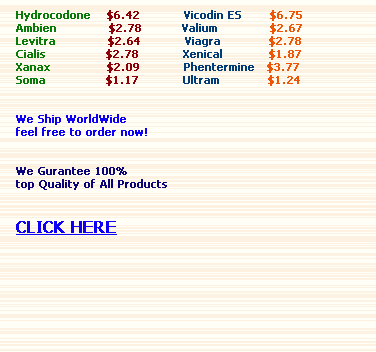 Hydrocodone $6.42 Vicodin ES $6.75
Ambien $2.78 Valium $2.67
Levitra $2.64 Viagra $2.78
Cialis $2.78 Xenical $1.87
Xanax $2.09 Phentermine $3.77
Soma $1.17 Ultram $1.24
We Ship WorldWide
feel free to order now!
We Gurantee 100%
top Quality of All Products
CLICK HERE